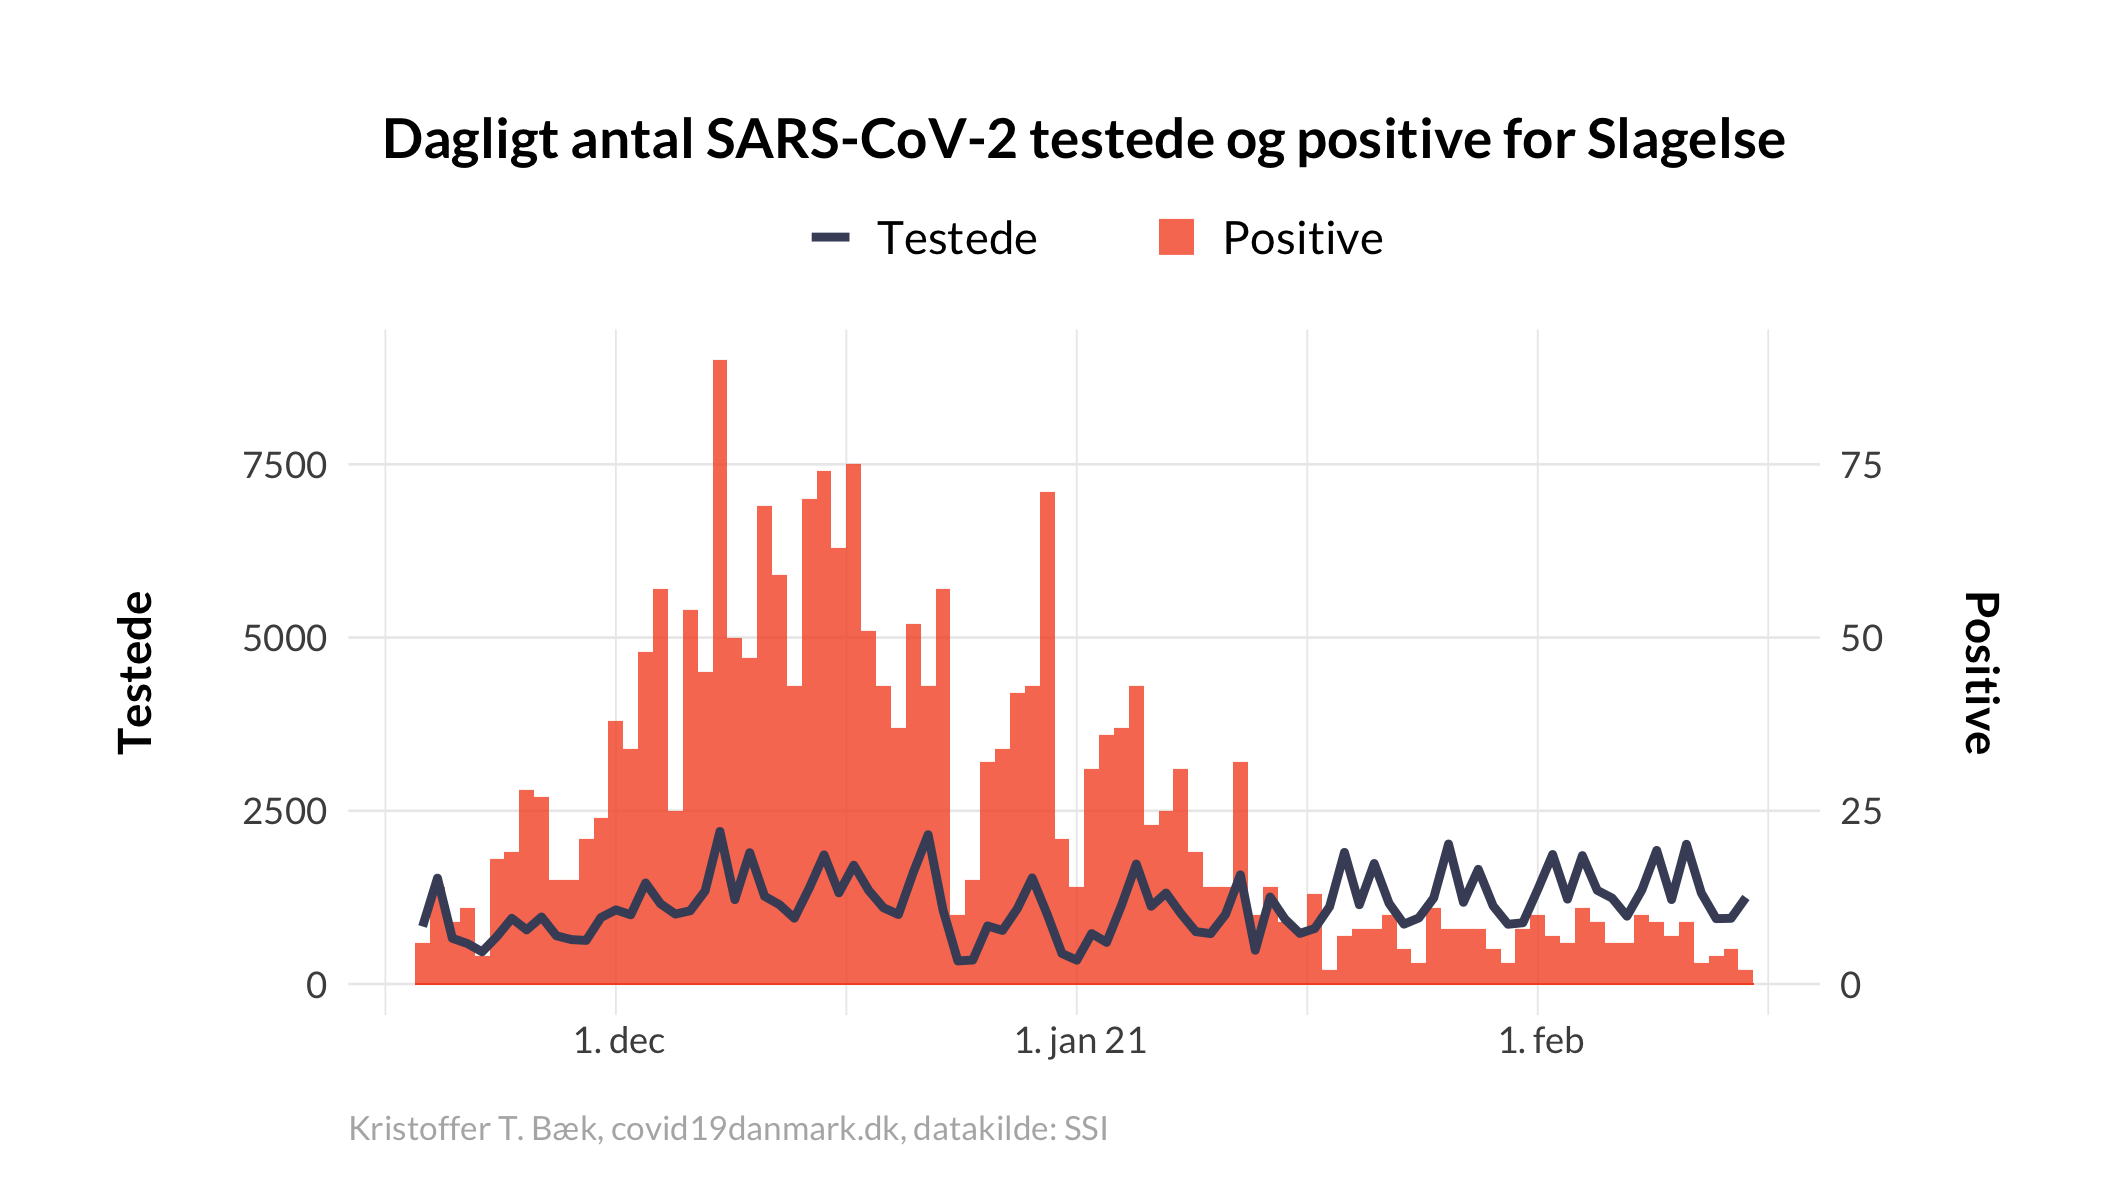 Dagligt antal SARS-CoV-2 testede og positive for Slagelse
Testede
Positive
7500
75
5000
50
2500
25
0
0
Testede
Positive
1. dec
1. jan 21
1. feb
Kristoffer T. Bæk, covid19danmark.dk, datakilde: SSI